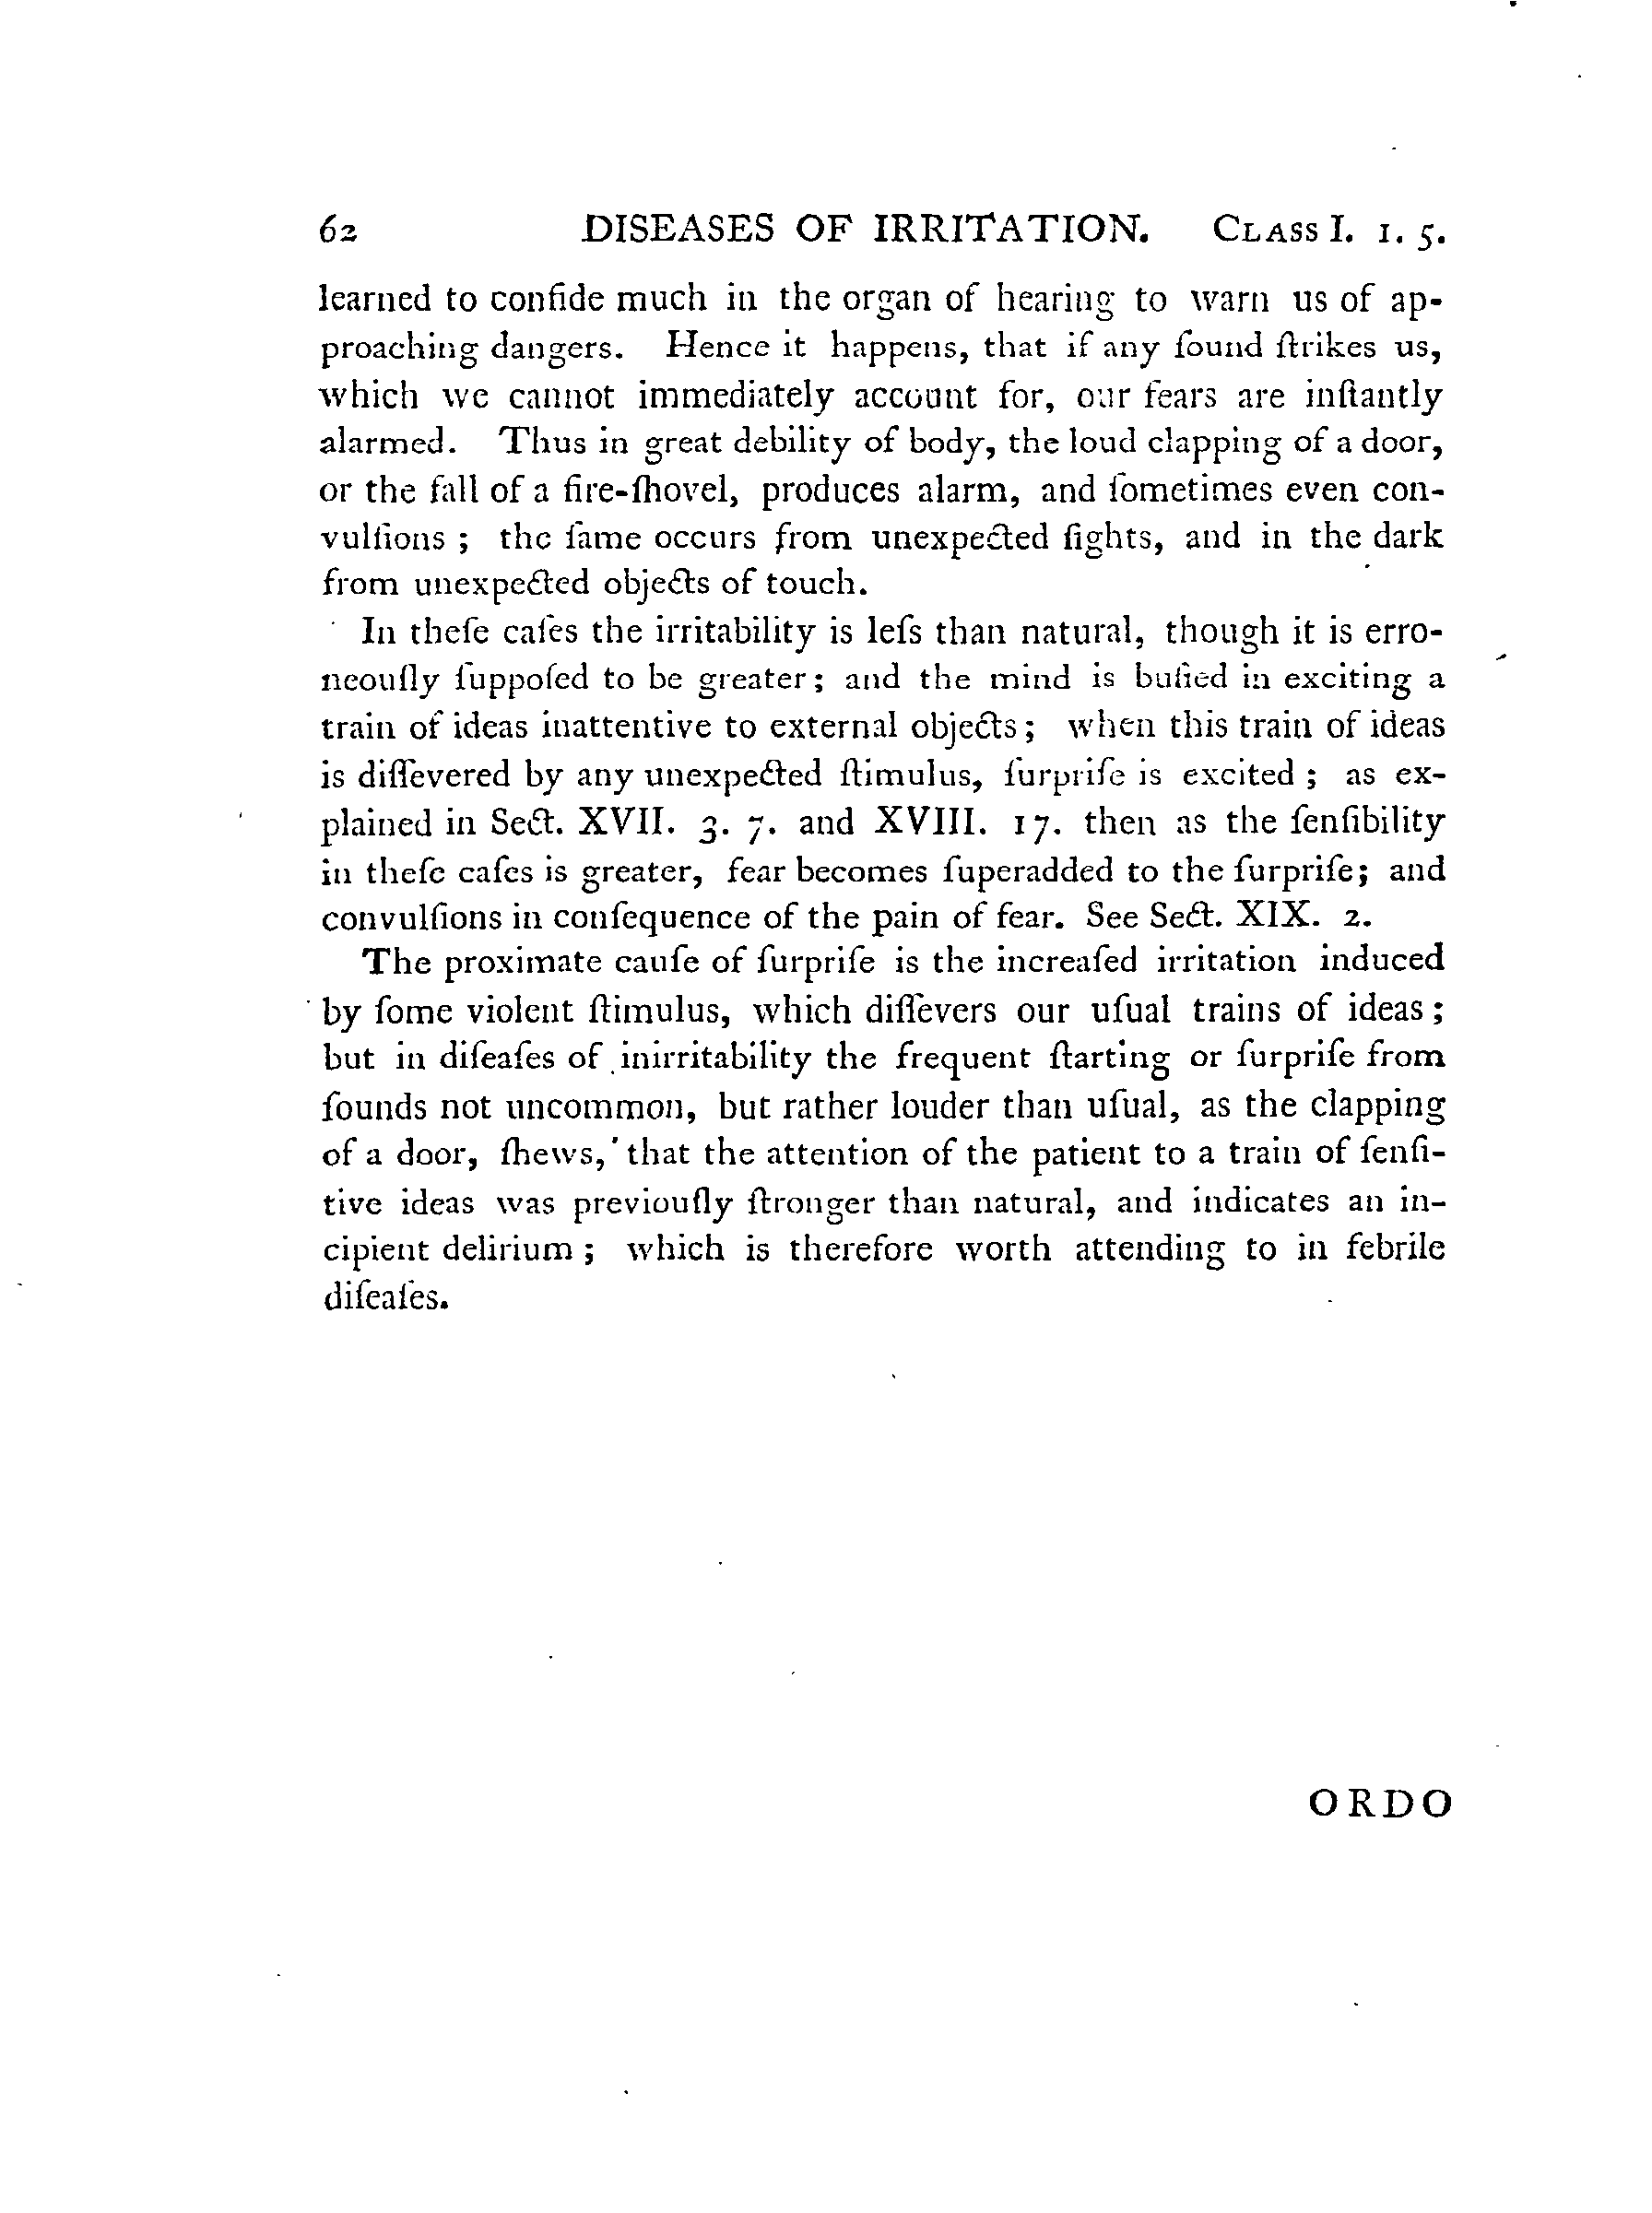 62 DISEASES OF IRRITATION. CLASS I. 1. 5.
learned to confide much in the organ of hearing to warn us of ap-
proaching dangers. Hence it happens, that if any ſound ſtrikes us,
which we cannot immediately account for, our fears are inſtantly
alarmed. Thus in great debility of body, the loud clapping of a door,
or the fall of a fire-ſhovel, produces alarm, and ſometimes even con-
vulſions ; the ſame occurs from unexpected ſights, and in the dark
from unexpected objects of touch.
In theſe caſes the irritability is leſs than natural, though it is erro-
neouſly ſuppoſed to be greater; and the mind is buſied in exciting a
train of ideas inattentive to external objects; when this train of ideas
is diſſevered by any unexpected ſtimulus, ſurpriſe is excited ; as ex-
plained in Sect. XVII. 3. 7. and XVIII. 17. then as the ſenſibility
in theſe caſes is greater, fear becomes ſuperadded to the ſurpriſe; and
convulſions in conſequence of the pain of fear. See Sect. XIX. 2.
The proximate cauſe of ſurpriſe is the increaſed irritation induced
by ſome violent ſtimulus, which diſſevers our uſual trains of ideas;
but in diſeaſes of inirritability the frequent ſtarting or ſurpriſe from
ſounds not uncommon, but rather louder than uſual, as the clapping
of a door, ſhews, that the attention of the patient to a train of ſenſi-
tive ideas was previouſly ſtronger than natural, and indicates an in-
cipient delirium ; which is therefore worth attending to in febrile
diſeaſes.
ORDO